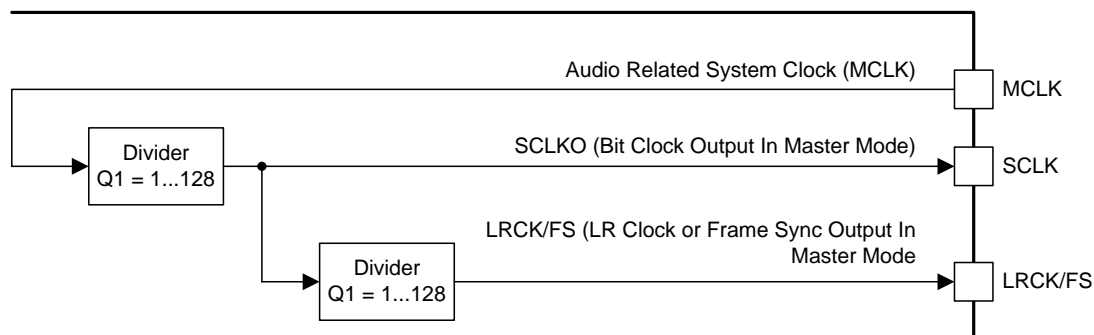 Audio Related System Clock (MCLK)
MCLK
Divider
Q1 = 1...128
SCLKO (Bit Clock Output In Master Mode)
SCLK
LRCK/FS (LR Clock or Frame Sync Output In
Master Mode
Divider
Q1 = 1...128
LRCK/FS